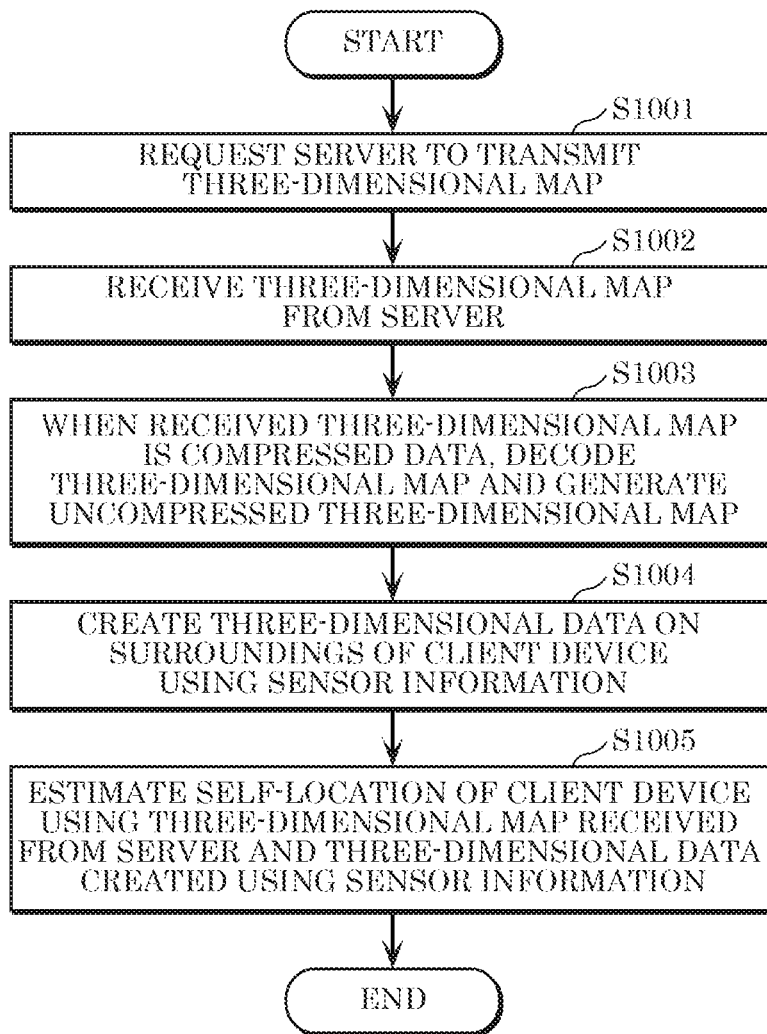 START
S1001
REQUEST SERVER TO TRANSMIT
THREE-DIMENSIONAL MAP
S1002
RECEIVE THREE-DIMENSIONAL MAP
FROM SERVER
S1003
WHEN RECEIVED THREE-DIMENSIONAL MAP
IS COMPRESSED DATA, DECODE
THREE-DIMENSIONAL MAP AND GENERATE
UNCOMPRESSED THREE-DIMENSIONAL MAP
S1004
CREATE THREE-DIMENSIONAL DATA ON
SURROUNDINGS OF CLIENT DEVICE
USING SENSOR INFORMATION
S1005
ESTIMATE SELF-LOCATION OF CLIENT DEVICE
USING THREE-DIMENSIONAL MAP RECEIVED
FROM SERVER AND THREE-DIMENSIONAL DATA
CREATED USING SENSOR INFORMATION
END